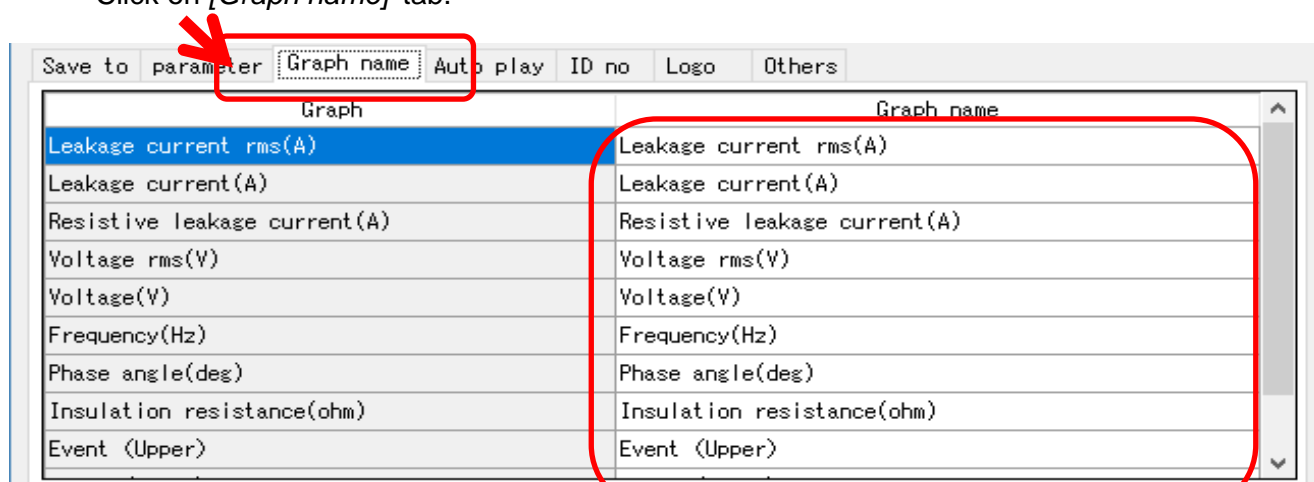 Click on [Graph name] tab.
Save to parameter Graph name Auto play ID no Logo Others
Graph Graph name
Leakage current rms(A) Leakage current rms(A)
Leakage current(A) Leakage current(A)
Resistive leakage current(A) Resistive leakage current(A)
Voltage rms(V) Voltage rms(V)
Voltage(V) Voltage(V)
Frequency(Hz) Frequency(Hz)
Phase angle(deg) Phase angle(deg)
Insulation resistance(ohm) Insulation resistance(ohm)
Event (Upper) Event (Upper)